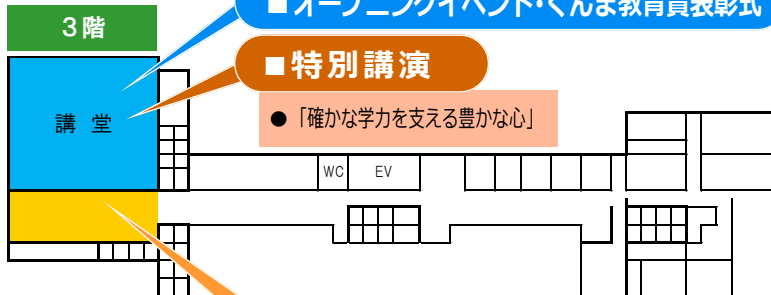 ■オープニングイベント・ぐんま教育賞表彰式
3階
■特別講演
講 堂
●「確かな学力を支える豊かな心」
WC EV